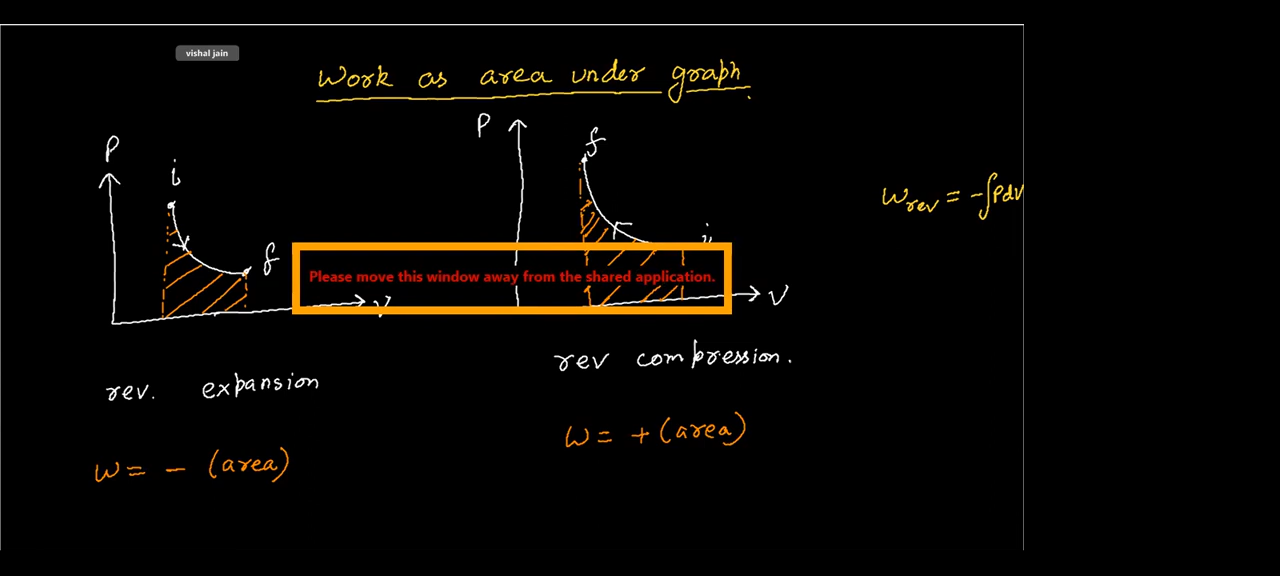 vishal jain
Work as area under graph.
P
i
f
V
rev. expansion
W = - (area)
P
f
i
Please move this window away from the shared application.
V
rev compression.
W = + (area)
Wrev = -∫PdV